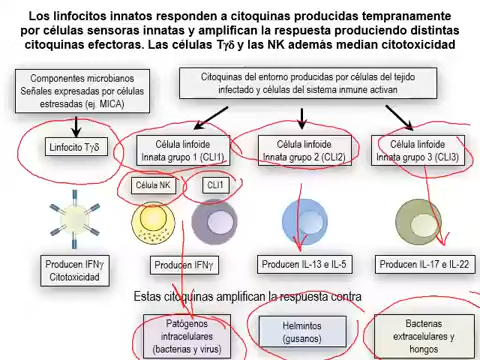 Los linfocitos innatos responden a citoquinas producidas tempranamente
por células sensoras innatas y amplifican la respuesta produciendo distintas
citoquinas efectoras. Las células Tγδ y las NK además median citotoxicidad
Componentes microbianos
Señales expresadas por células
estresadas (ej. MICA)
Citoquinas del entorno producidas por células del tejido
infectado y células del sistema inmune activan
Linfocito Tγδ
Célula linfoide
Innata grupo 1 (CLI1)
Célula linfoide
Innata grupo 2 (CLI2)
Célula linfoide
Innata grupo 3 (CLI3)
Célula NK
CLI1
Producen IFNγ
Citotoxicidad
Producen IFNγ
Producen IL-13 e IL-5
Producen IL-17 e IL-22
Estas citoquinas amplifican la respuesta contra
Patógenos
intracelulares
(bacterias y virus)
Helmintos
(gusanos)
Bacterias
extracelulares y
hongos